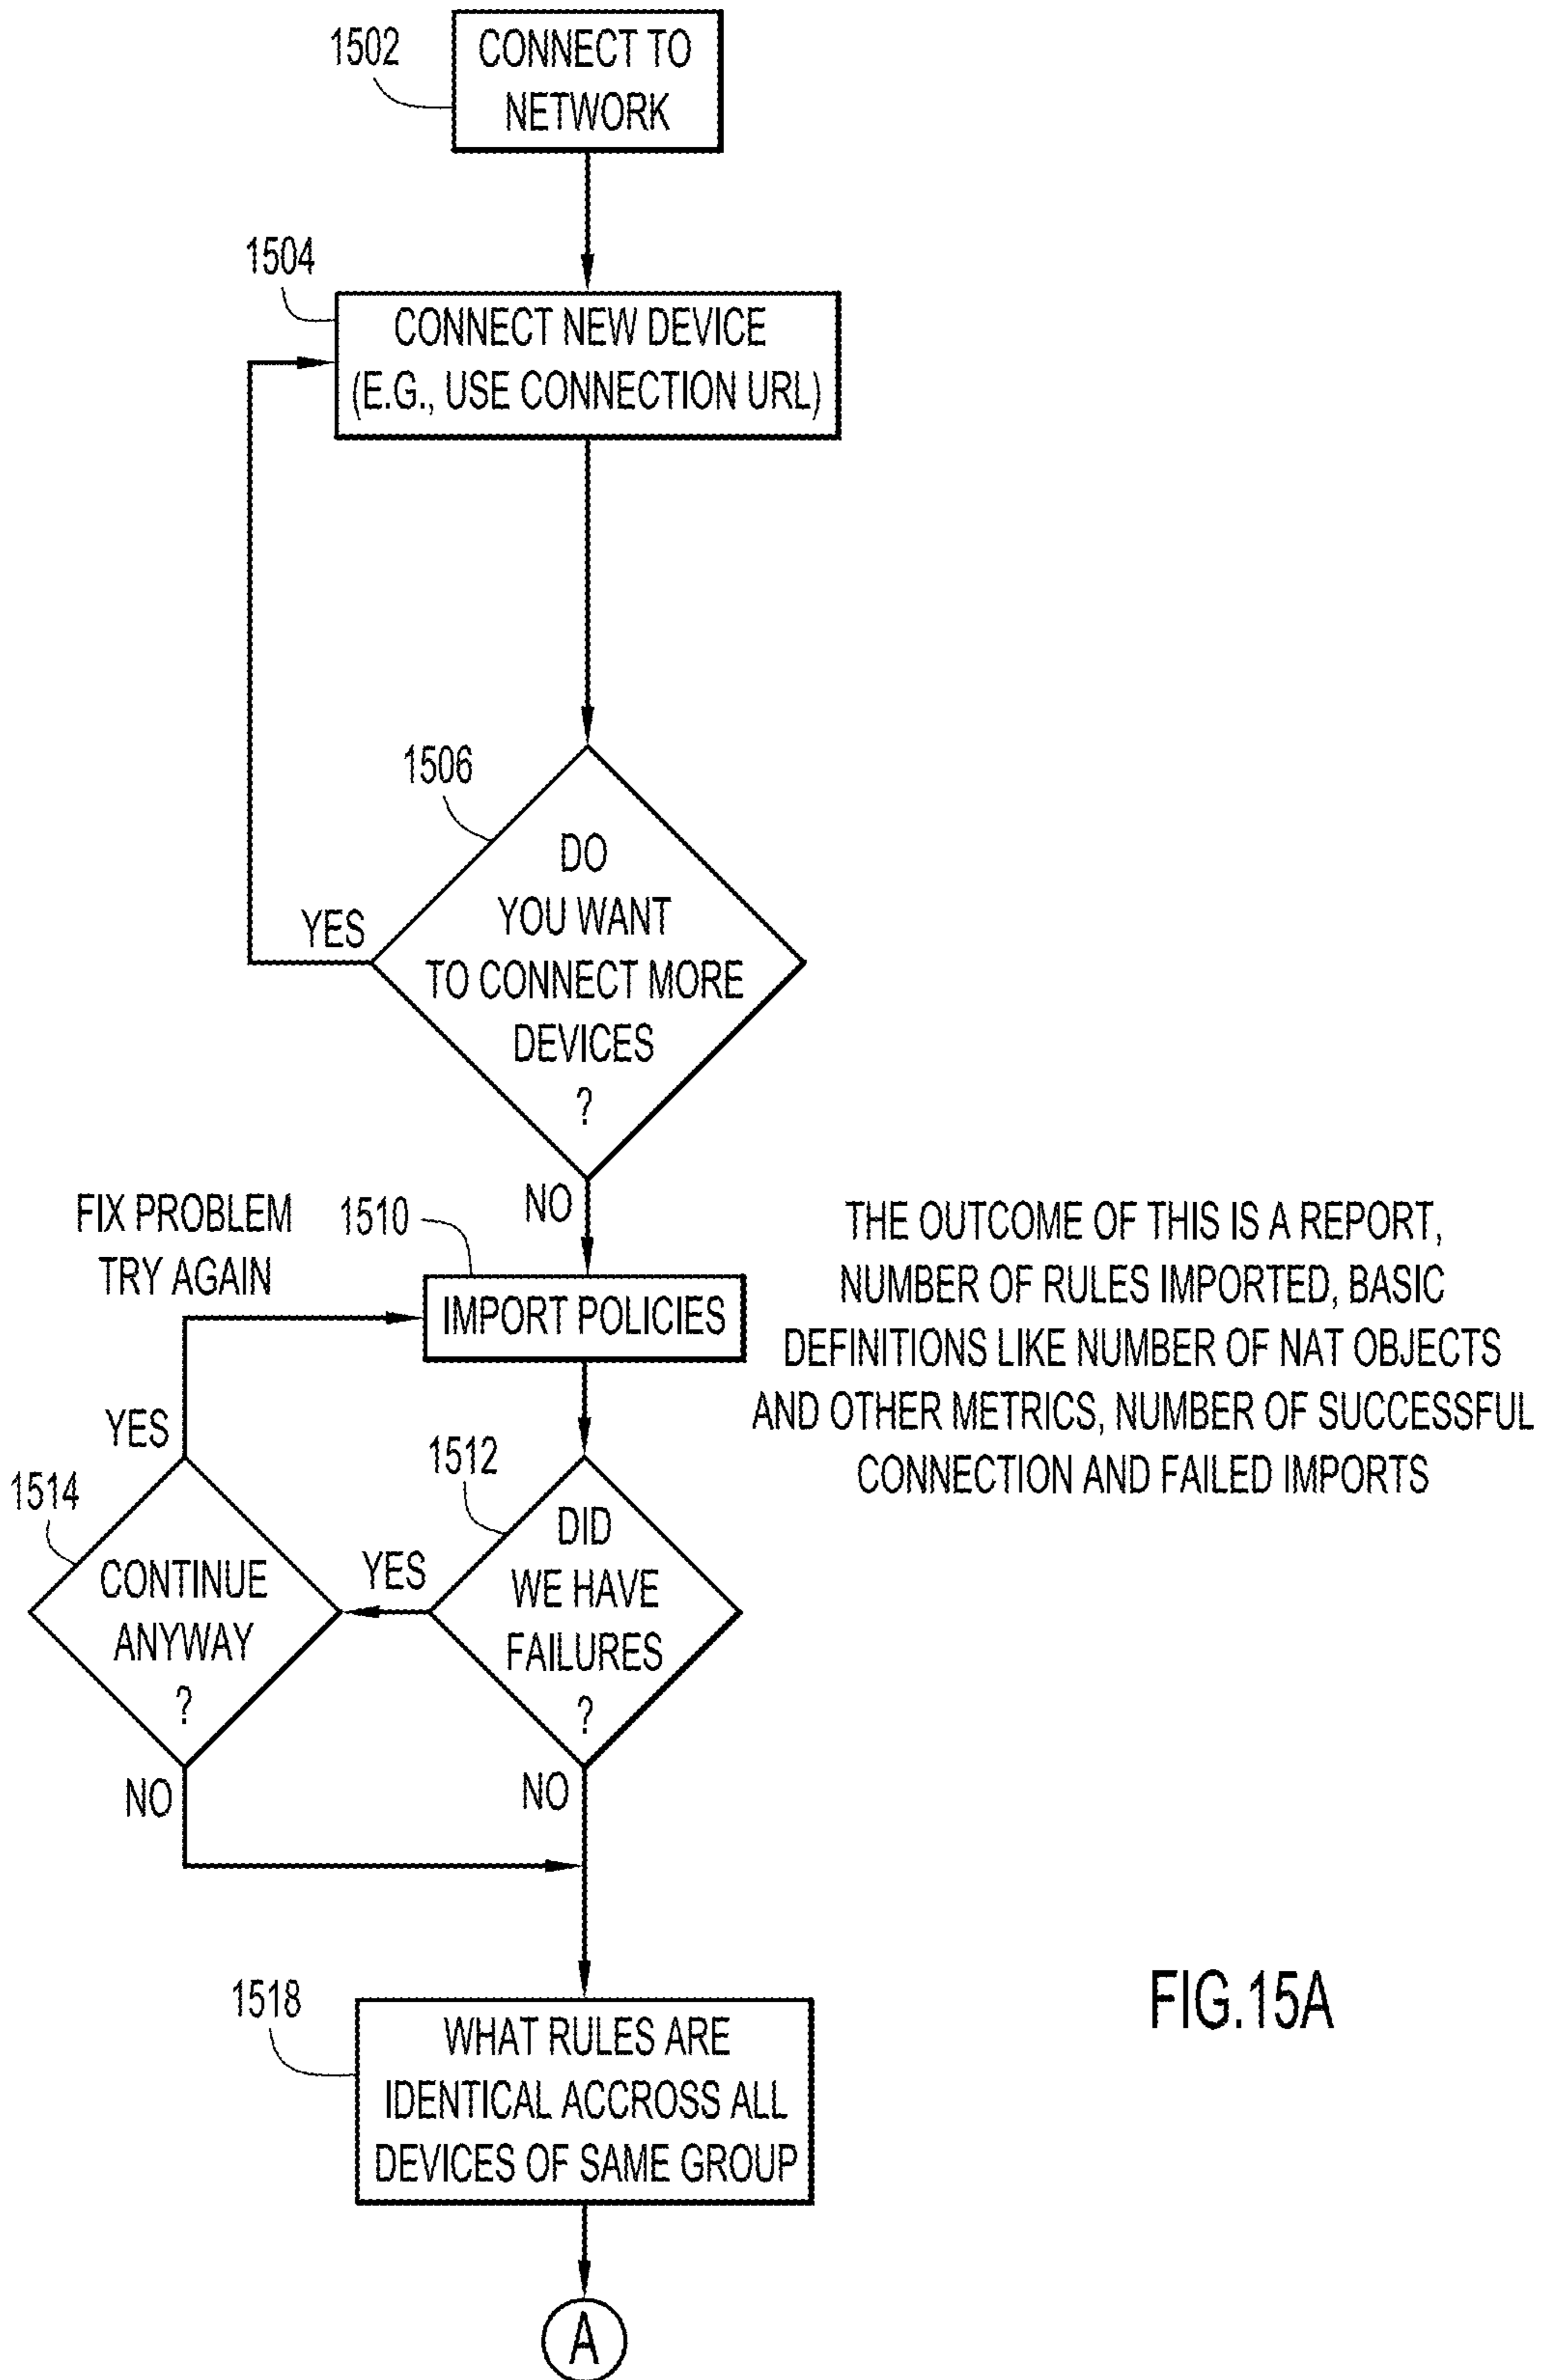 1502
CONNECT TO
NETWORK
1504
CONNECT NEW DEVICE
(E.G., USE CONNECTION URL)
1506
DO
YOU WANT
TO CONNECT MORE
DEVICES
?
YES
NO
FIX PROBLEM
TRY AGAIN
1510
IMPORT POLICIES
THE OUTCOME OF THIS IS A REPORT,
NUMBER OF RULES IMPORTED, BASIC
DEFINITIONS LIKE NUMBER OF NAT OBJECTS
AND OTHER METRICS, NUMBER OF SUCCESSFUL
CONNECTION AND FAILED IMPORTS
YES
1514
CONTINUE
ANYWAY
?
YES
1512
DID
WE HAVE
FAILURES
?
NO
NO
1518
WHAT RULES ARE
IDENTICAL ACCROSS ALL
DEVICES OF SAME GROUP
A
FIG.15A